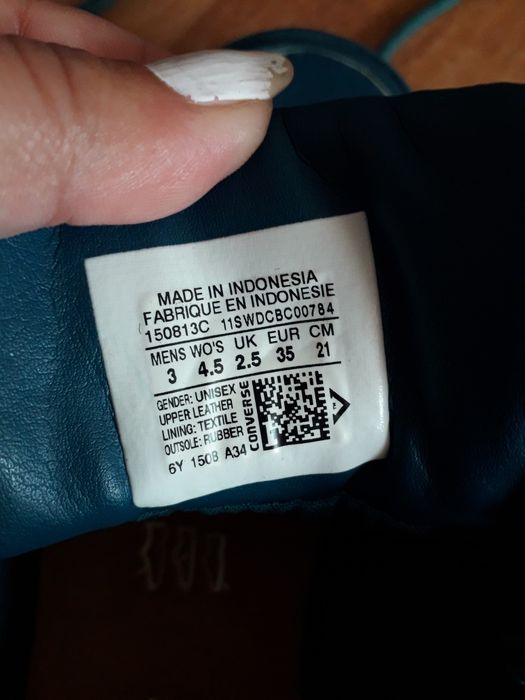 MADE IN INDONESIA
FABRIQUE EN INDONESIE
150813C 11SWDCBC00784
MENS WO'S UK EUR CM
3 4.5 2.5 35 21
GENDER: UNISEX
UPPER LEATHER
LINING: TEXTILE
OUTSOLE: RUBBER
CONVERSE
6Y 1508 A34